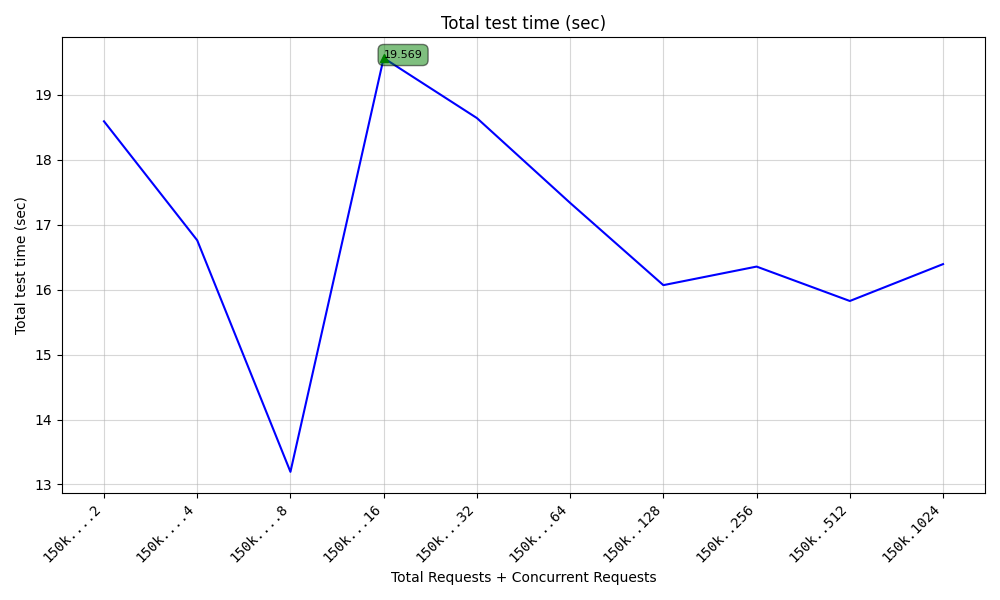 Total test time (sec)
19.569
Total test time (sec)
19
18
17
16
15
14
13
150k....2
150k....4
150k....8
150k...16
150k...32
150k...64
150k..128
150k..256
150k..512
150k.1024
Total Requests + Concurrent Requests